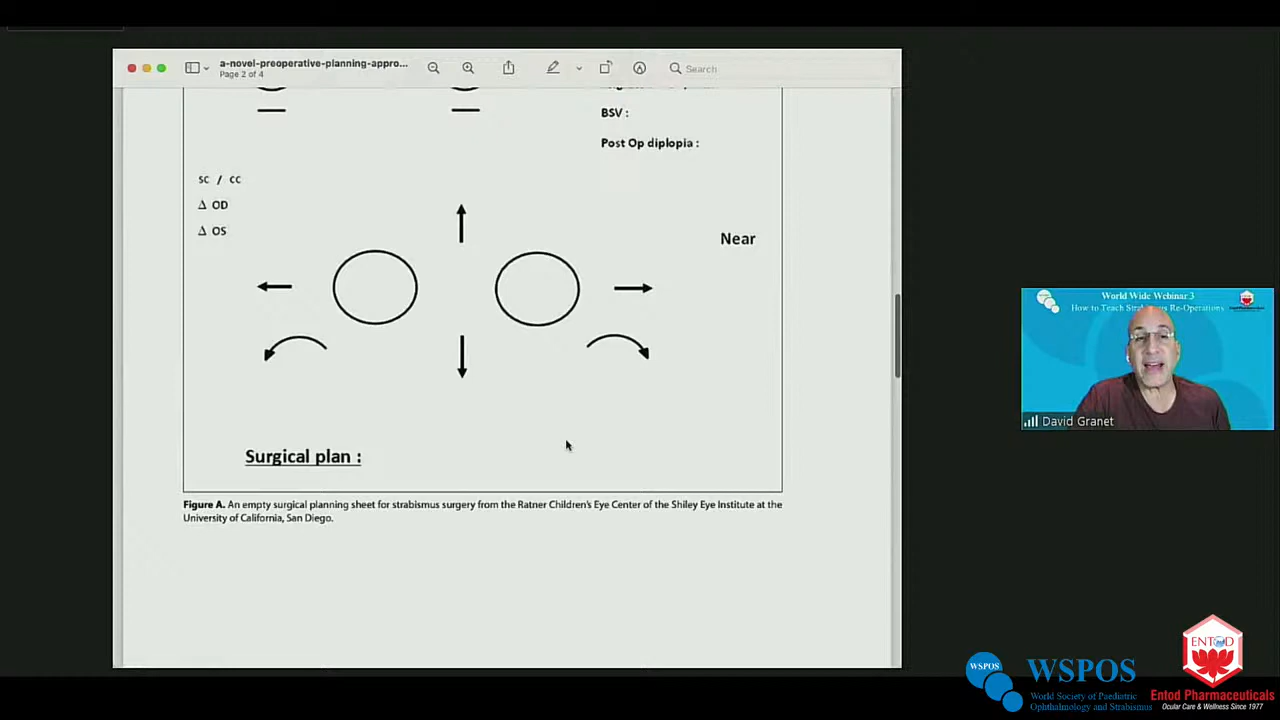 a-novel-preoperative-planning-appro...
Page 2 of 4
Search
BSV :
Post Op diplopia :
SC / CC
Δ OD
Δ OS
Near
Surgical plan :
Figure A. An empty surgical planning sheet for strabismus surgery from the Ratner Children's Eye Center of the Shiley Eye Institute at the
University of California, San Diego.
World Wide Webinar 3
How to Teach Strabismus Re-Operations
David Granet
WSPOS
WSPOS
World Society of Paediatric
Ophthalmology and Strabismus
ENTOD
Entod Pharmaceuticals
Ocular Care & Wellness Since 1977